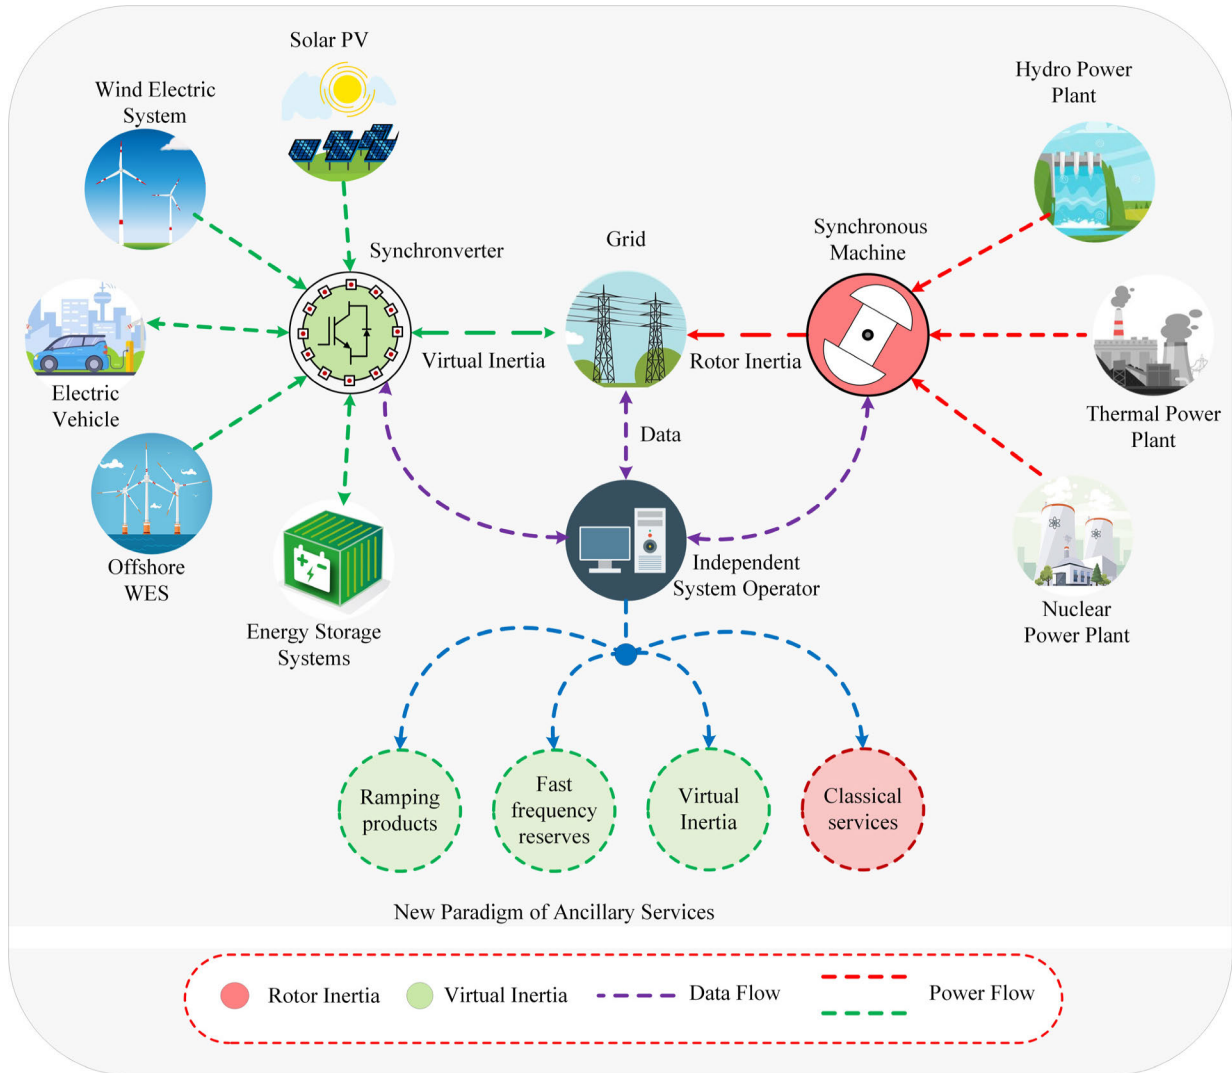 Solar PV
Wind Electric
System
Hydro Power
Plant
Synchronverter
Grid
Synchronous
Machine
Virtual Inertia
Rotor Inertia
Electric
Vehicle
Thermal Power
Plant
Data
Offshore
WES
Independent
System Operator
Energy Storage
Systems
Nuclear
Power Plant
Ramping
products
Fast
frequency
reserves
Virtual
Inertia
Classical
services
New Paradigm of Ancillary Services
Rotor Inertia
Virtual Inertia
Data Flow
Power Flow